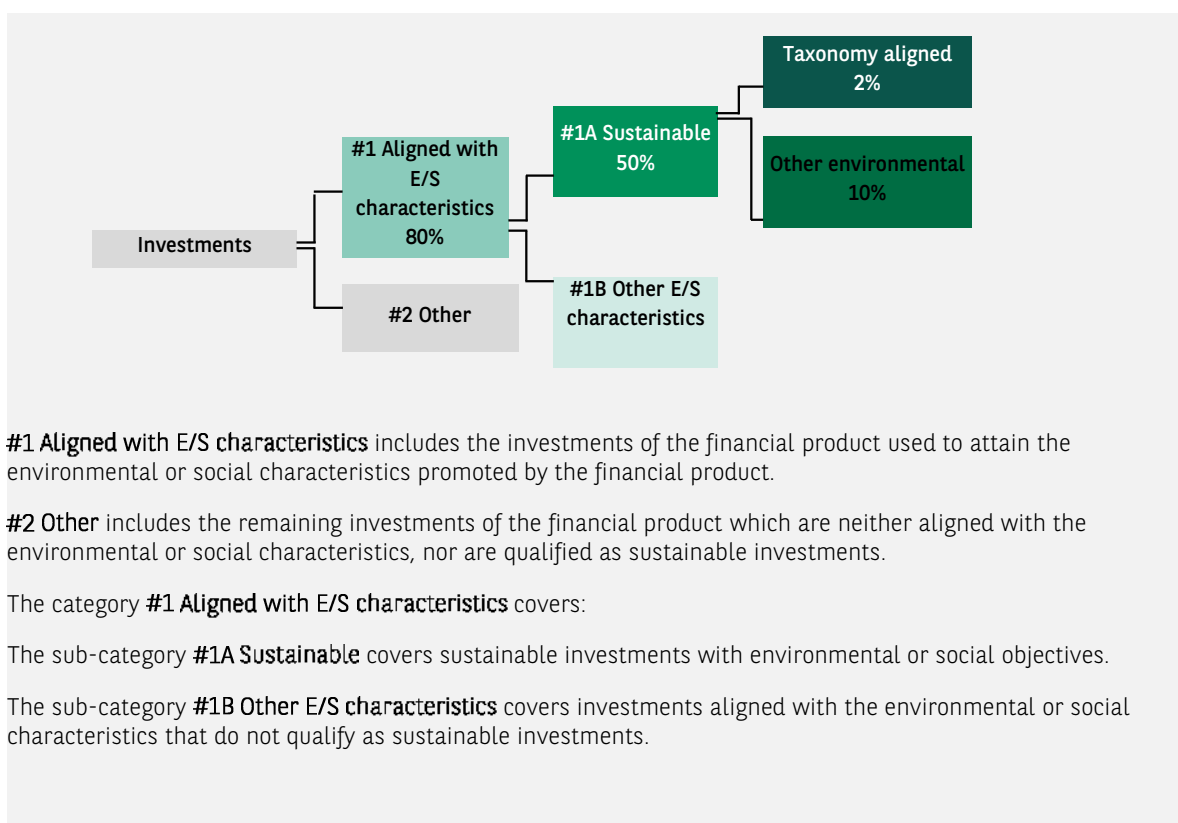 Taxonomy aligned
2%
#1A Sustainable
50%
Other environmental
10%
#1 Aligned with
E/S
characteristics
80%
Investments
#2 Other
#1B Other E/S
characteristics
#1 Aligned with E/S characteristics includes the investments of the financial product used to attain the
environmental or social characteristics promoted by the financial product.
#2 Other includes the remaining investments of the financial product which are neither aligned with the
environmental or social characteristics, nor are qualified as sustainable investments.
The category #1 Aligned with E/S characteristics covers:
The sub-category #1A Sustainable covers sustainable investments with environmental or social objectives.
The sub-category #1B Other E/S characteristics covers investments aligned with the environmental or social
characteristics that do not qualify as sustainable investments.